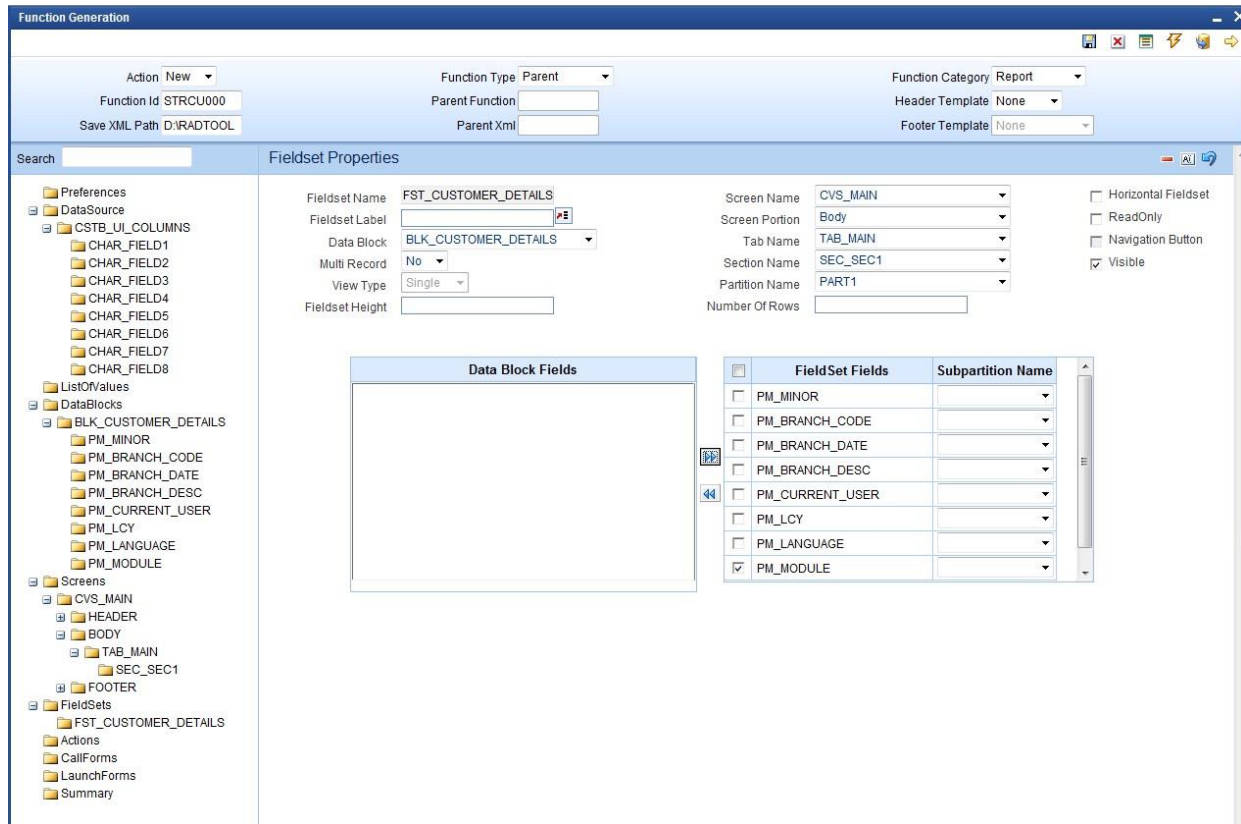 Function Generation
Action New Function Type Parent Function Category Report
Function Id STRCU000 Parent Function Header Template None
Save XML Path D:\RADTOOL Parent Xml Footer Template None
Search
Preferences
DataSource
CSTB_UI_COLUMNS
CHAR_FIELD1
CHAR_FIELD2
CHAR_FIELD3
CHAR_FIELD4
CHAR_FIELD5
CHAR_FIELD6
CHAR_FIELD7
CHAR_FIELD8
ListOfValues
DataBlocks
BLK_CUSTOMER_DETAILS
PM_MINOR
PM_BRANCH_CODE
PM_BRANCH_DATE
PM_BRANCH_DESC
PM_CURRENT_USER
PM_LCY
PM_LANGUAGE
PM_MODULE
Screens
CVS_MAIN
HEADER
BODY
TAB_MAIN
SEC_SEC1
FOOTER
FieldSets
FST_CUSTOMER_DETAILS
Actions
CallForms
LaunchForms
Summary
Fieldset Properties
Fieldset Name FST_CUSTOMER_DETAILS Screen Name CVS_MAIN Horizontal Fieldset
Fieldset Label Screen Portion Body ReadOnly
Data Block BLK_CUSTOMER_DETAILS Tab Name TAB_MAIN Navigation Button
Multi Record No Section Name SEC_SEC1 Visible
View Type Single Partition Name PART1
Fieldset Height Number Of Rows
Data Block Fields
FieldSet Fields Subpartition Name
PM_MINOR
PM_BRANCH_CODE
PM_BRANCH_DATE
PM_BRANCH_DESC
PM_CURRENT_USER
PM_LCY
PM_LANGUAGE
PM_MODULE